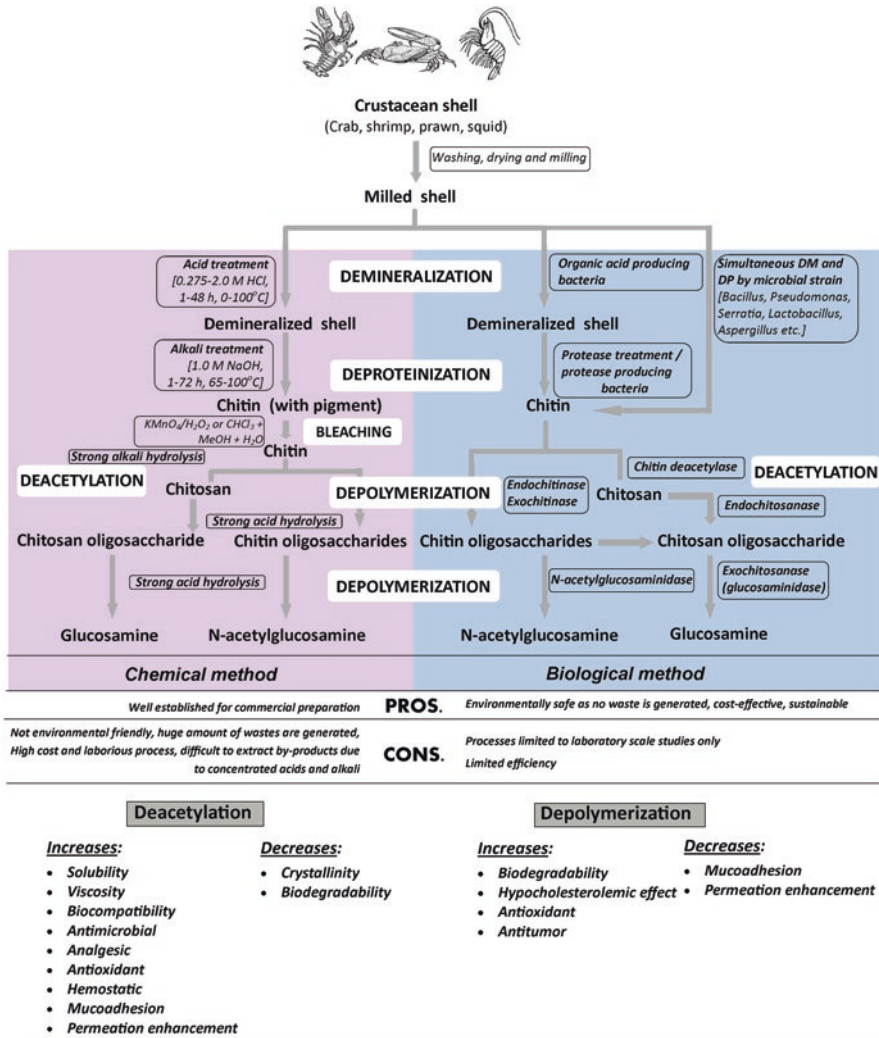 Crustacean shell
(Crab, shrimp, prawn, squid)
Washing, drying and milling
Milled shell
Acid treatment
[0.275-2.0 M HCl,
1-48 h, 0-100°C]
DEMINERALIZATION
Organic acid producing
bacteria
Simultaneous DM and
DP by microbial strain
[Bacillus, Pseudomonas,
Serratia, Lactobacillus,
Aspergillus etc.]
Demineralized shell
Demineralized shell
Alkali treatment
[1.0 M NaOH,
1-72 h, 65-100°C]
DEPROTEINIZATION
Protease treatment /
protease producing
bacteria
Chitin (with pigment)
Chitin
KMnO₄/H₂O₂ or CHCl₃ +
MeOH + H₂O
BLEACHING
Chitin
Strong alkali hydrolysis
DEACETYLATION
Chitosan
DEPOLYMERIZATION
Endochitinase
Exochitinase
Chitin deacetylase
DEACETYLATION
Chitosan
Strong acid hydrolysis
Endochitosanase
Chitosan oligosaccharide
Chitin oligosaccharides
Chitin oligosaccharides
Chitosan oligosaccharide
Strong acid hydrolysis
DEPOLYMERIZATION
N-acetylglucosaminidase
Exochitosanase
(glucosaminidase)
Glucosamine
N-acetylglucosamine
N-acetylglucosamine
Glucosamine
Chemical method
Biological method
Well established for commercial preparation
PROS.
Environmentally safe as no waste is generated, cost-effective, sustainable
Not environmental friendly, huge amount of wastes are generated,
High cost and laborious process, difficult to extract by-products due
to concentrated acids and alkali
CONS.
Processes limited to laboratory scale studies only
Limited efficiency
Deacetylation
Increases:
• Solubility
• Viscosity
• Biocompatibility
• Antimicrobial
• Analgesic
• Antioxidant
• Hemostatic
• Mucoadhesion
• Permeation enhancement
Decreases:
• Crystallinity
• Biodegradability
Depolymerization
Increases:
• Biodegradability
• Hypocholesterolemic effect
• Antioxidant
• Antitumor
Decreases:
• Mucoadhesion
• Permeation enhancement